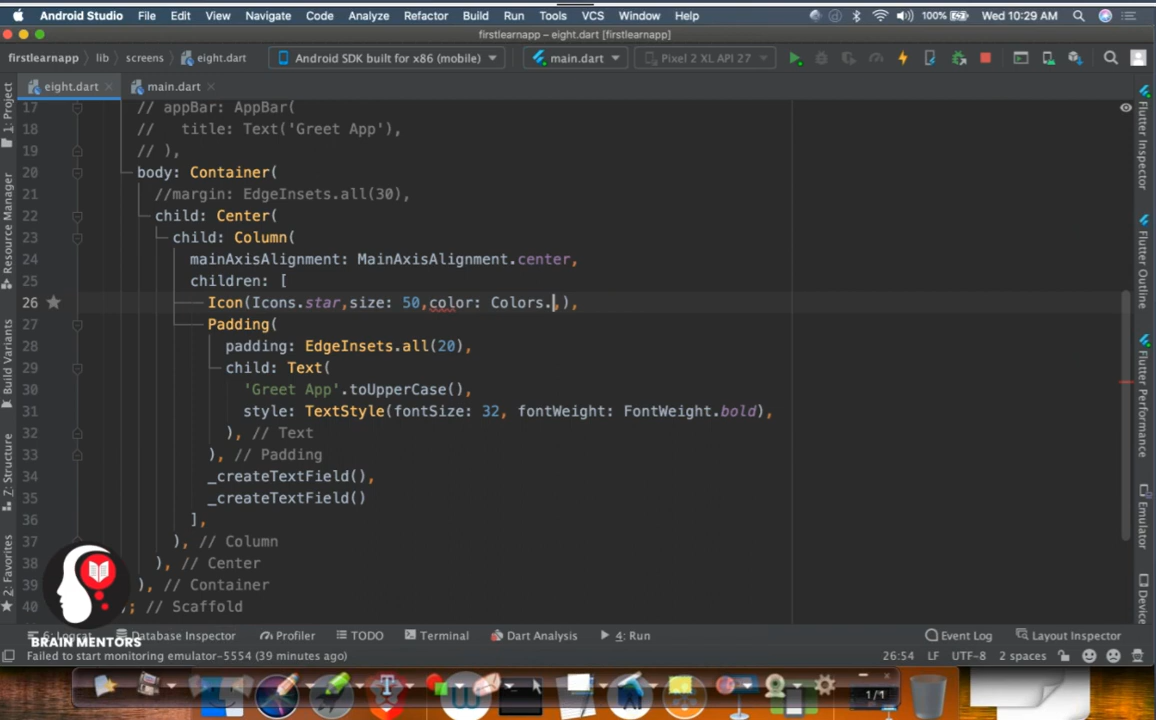 Android Studio File Edit View Navigate Code Analyze Refactor Build Run Tools VCS Window Help 100% Wed 10:29 AM
firstlearnapp – eight.dart [firstlearnapp]
firstlearnapp lib screens eight.dart Android SDK built for x86 (mobile) main.dart Pixel 2 XL API 27
eight.dart main.dart
17 // appBar: AppBar(
18 // title: Text('Greet App'),
19 // ),
20 body: Container(
21 //margin: EdgeInsets.all(30),
22 child: Center(
23 child: Column(
24 mainAxisAlignment: MainAxisAlignment.center,
25 children: [
26 Icon(Icons.star,size: 50,color: Colors.,),
27 Padding(
28 padding: EdgeInsets.all(20),
29 child: Text(
30 'Greet App'.toUpperCase(),
31 style: TextStyle(fontSize: 32, fontWeight: FontWeight.bold),
32 ), // Text
33 ), // Padding
34 _createTextField(),
35 _createTextField()
36 ],
37 ), // Column
38 ), // Center
39 ), // Container
40 ); // Scaffold
1: Project
Resource Manager
Build Variants
7: Structure
2: Favorites
Flutter Inspector
Flutter Outline
Flutter Performance
Emulator
Device
BRAIN MENTORS
6: Logcat Database Inspector Profiler TODO Terminal Dart Analysis 4: Run Event Log Layout Inspector
Failed to start monitoring emulator-5554 (39 minutes ago) 26:54 LF UTF-8 2 spaces
1/1